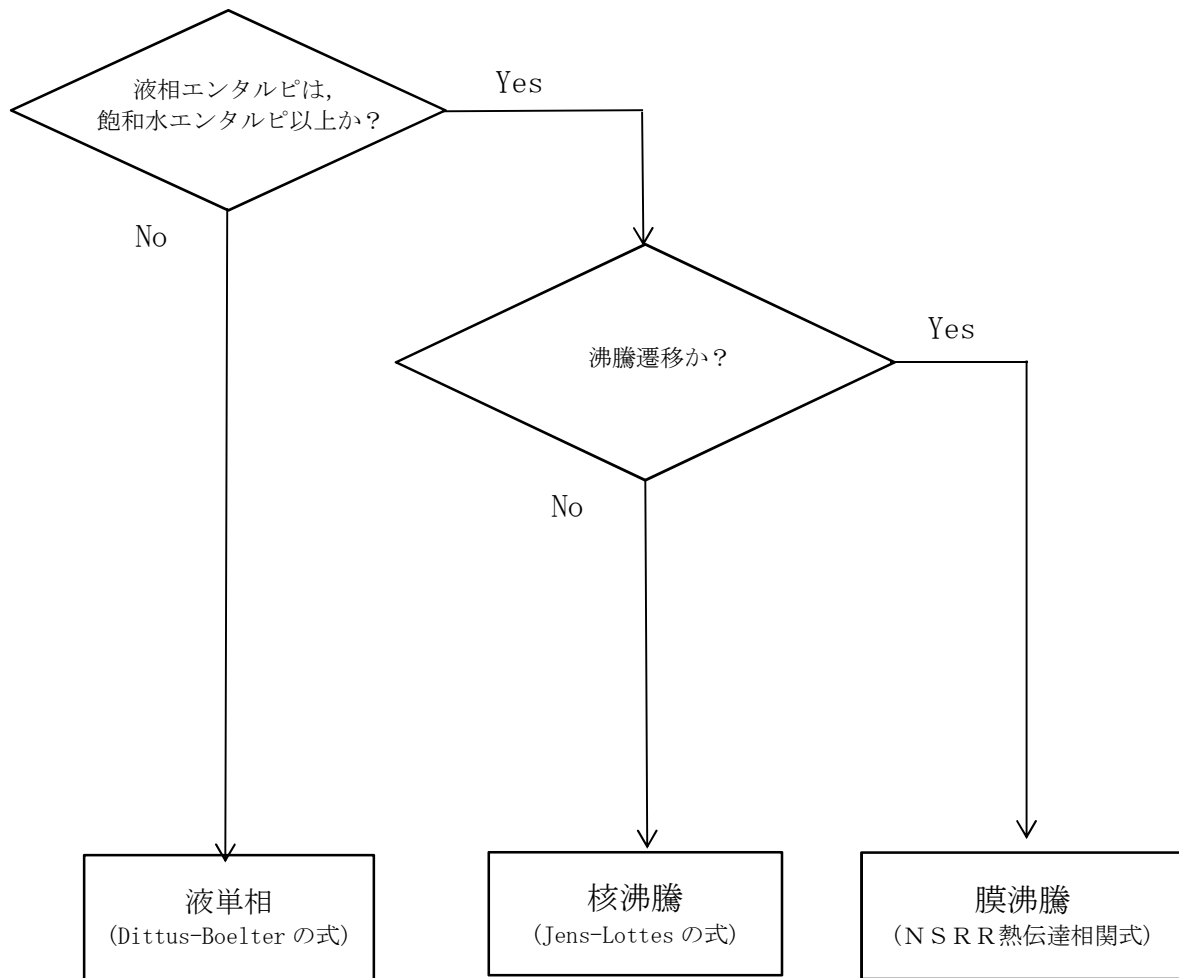 液相エンタルピは,
飽和水エンタルピ以上か？
Yes
No
沸騰遷移か？
Yes
No
液単相
(Dittus-Boelter の式)
核沸騰
(Jens-Lottes の式)
膜沸騰
(ＮＳＲＲ熱伝達相関式)